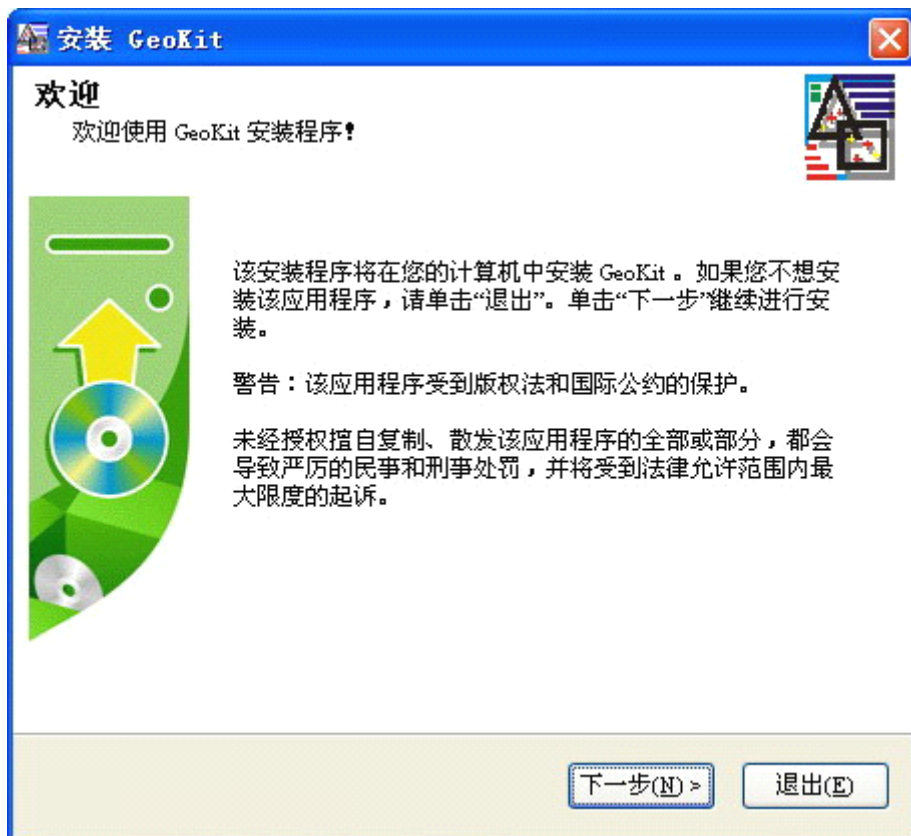 安装 GeoKit
欢迎
欢迎使用 GeoKit 安装程序！
该安装程序将在您的计算机中安装 GeoKit 。如果您不想安
装该应用程序，请单击“退出”。单击“下一步”继续进行安
装。
警告：该应用程序受到版权法和国际公约的保护。
未经授权擅自复制、散发该应用程序的全部或部分，都会
导致严厉的民事和刑事处罚，并将受到法律允许范围内最
大限度的起诉。
下一步(N) >
退出(E)